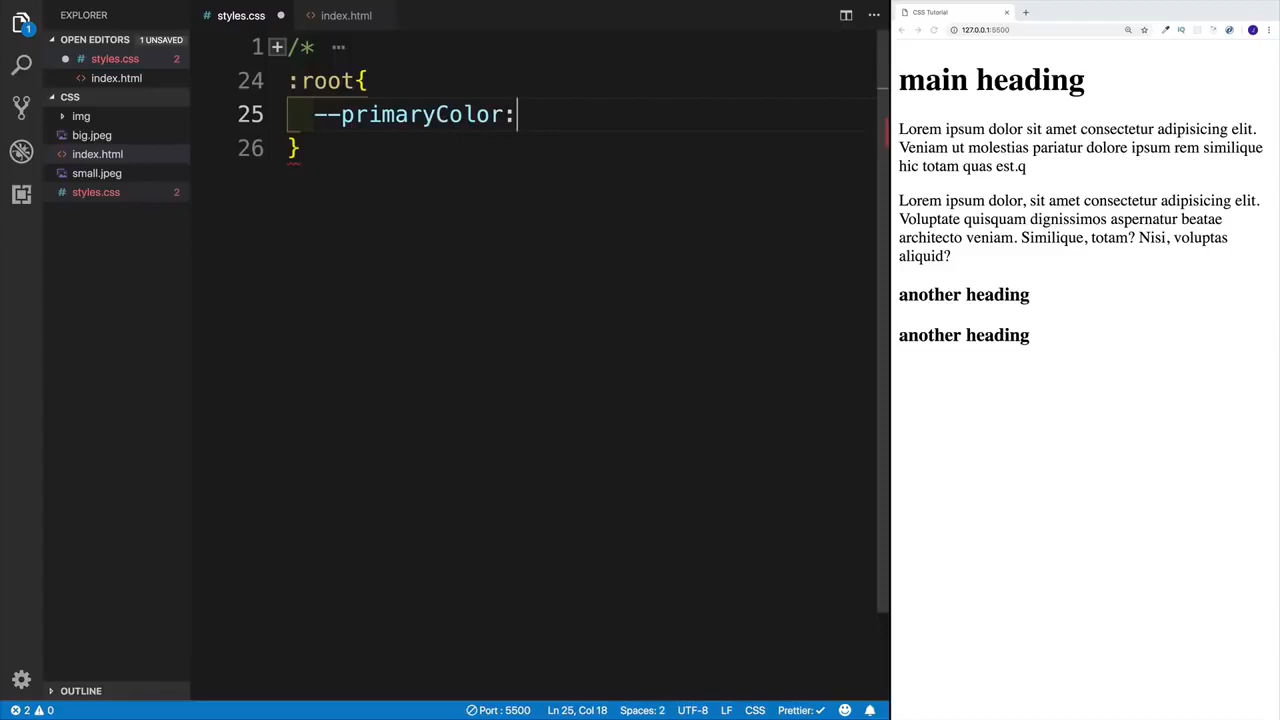 EXPLORER
OPEN EDITORS 1 UNSAVED
styles.css 2
index.html
CSS
img
big.jpeg
index.html
small.jpeg
styles.css 2
OUTLINE
1
# styles.css
<> index.html
1 /* ⋯
24 :root{
25 --primaryColor:
26 }
2 0
Port : 5500
Ln 25, Col 18
Spaces: 2
UTF-8
LF
CSS
Prettier: ✓
CSS Tutorial
127.0.0.1:5500
main heading
Lorem ipsum dolor sit amet consectetur adipisicing elit.
Veniam ut molestias pariatur dolore ipsum rem similique
hic totam quas est.q
Lorem ipsum dolor, sit amet consectetur adipisicing elit.
Voluptate quisquam dignissimos aspernatur beatae
architecto veniam. Similique, totam? Nisi, voluptas
aliquid?
another heading
another heading